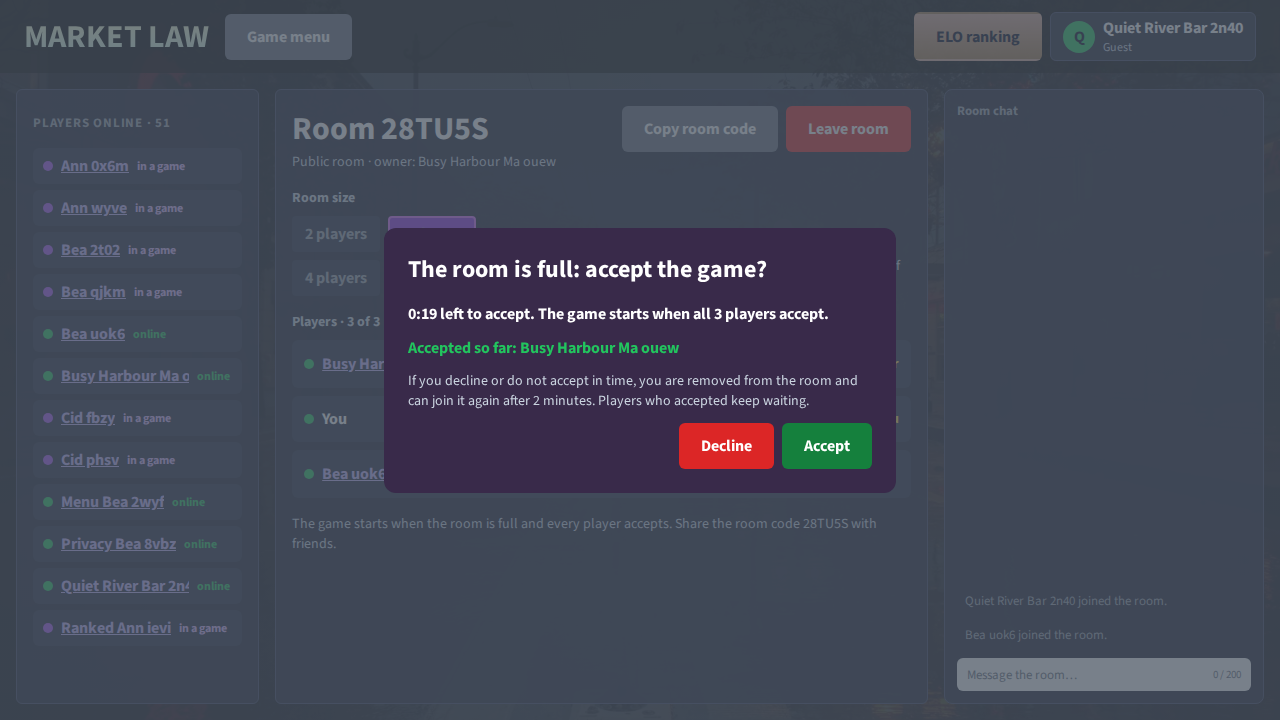 MARKET LAW
Game menu
ELO ranking
Q
Quiet River Bar 2n40
Guest
PLAYERS ONLINE · 51
Ann 0x6m in a game
Ann wyve in a game
Bea 2t02 in a game
Bea qjkm in a game
Bea uok6 online
Busy Harbour Ma online
Cid fbzy in a game
Cid phsv in a game
Menu Bea 2wyf online
Privacy Bea 8vbz online
Quiet River Bar 2n4 online
Ranked Ann ievi in a game
Room 28TU5S
Copy room code
Leave room
Public room · owner: Busy Harbour Ma ouew
Room size
2 players
4 players
Players · 3 of 3
Busy Har
You
Bea uok6
The game starts when the room is full and every player accepts. Share the room code 28TU5S with
friends.
The room is full: accept the game?
0:19 left to accept. The game starts when all 3 players accept.
Accepted so far: Busy Harbour Ma ouew
If you decline or do not accept in time, you are removed from the room and
can join it again after 2 minutes. Players who accepted keep waiting.
Decline
Accept
Room chat
Quiet River Bar 2n40 joined the room.
Bea uok6 joined the room.
Message the room…
0 / 200